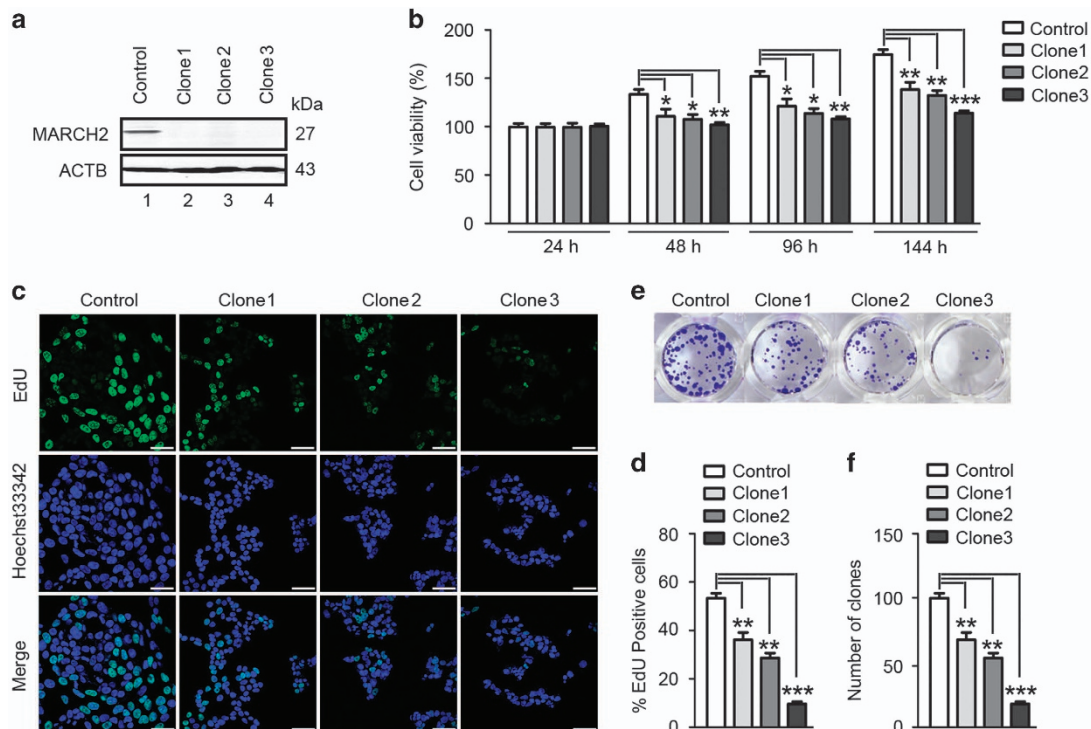 a
Control
Clone1
Clone2
Clone3
kDa
MARCH2
27
ACTB
43
1 2 3 4
b
Cell viability (%)
200
150
100
50
0
* * **
* * **
** ** ***
24 h 48 h 96 h 144 h
Control
Clone1
Clone2
Clone3
c
Control Clone1 Clone2 Clone3
EdU
Hoechst33342
Merge
e
Control Clone1 Clone2 Clone3
d
Control
Clone1
Clone2
Clone3
% EdU Positive cells
80
60
40
20
0
**
**
***
f
Control
Clone1
Clone2
Clone3
Number of clones
150
100
50
0
**
**
***